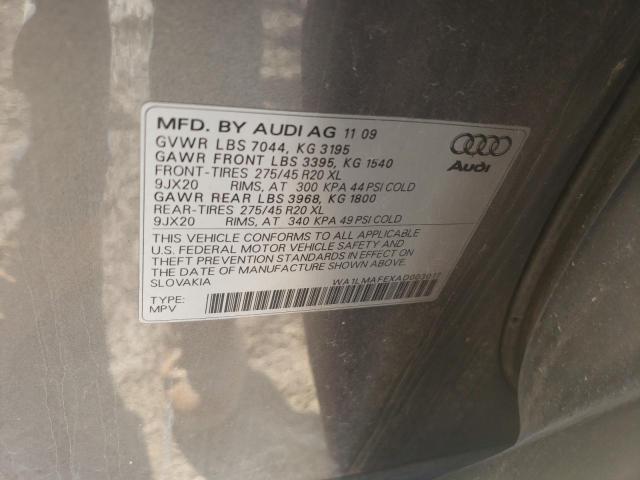 MFD. BY AUDI AG 11 09
GVWR LBS 7044, KG 3195
GAWR FRONT LBS 3395, KG 1540
FRONT-TIRES 275/45 R20 XL
9JX20 RIMS, AT 300 KPA 44 PSI COLD
GAWR REAR LBS 3968, KG 1800
REAR-TIRES 275/45 R20 XL
9JX20 RIMS, AT 340 KPA 49 PSI COLD
Audi
THIS VEHICLE CONFORMS TO ALL APPLICABLE
U.S. FEDERAL MOTOR VEHICLE SAFETY AND
THEFT PREVENTION STANDARDS IN EFFECT ON
THE DATE OF MANUFACTURE SHOWN ABOVE.
SLOVAKIA
TYPE:
MPV